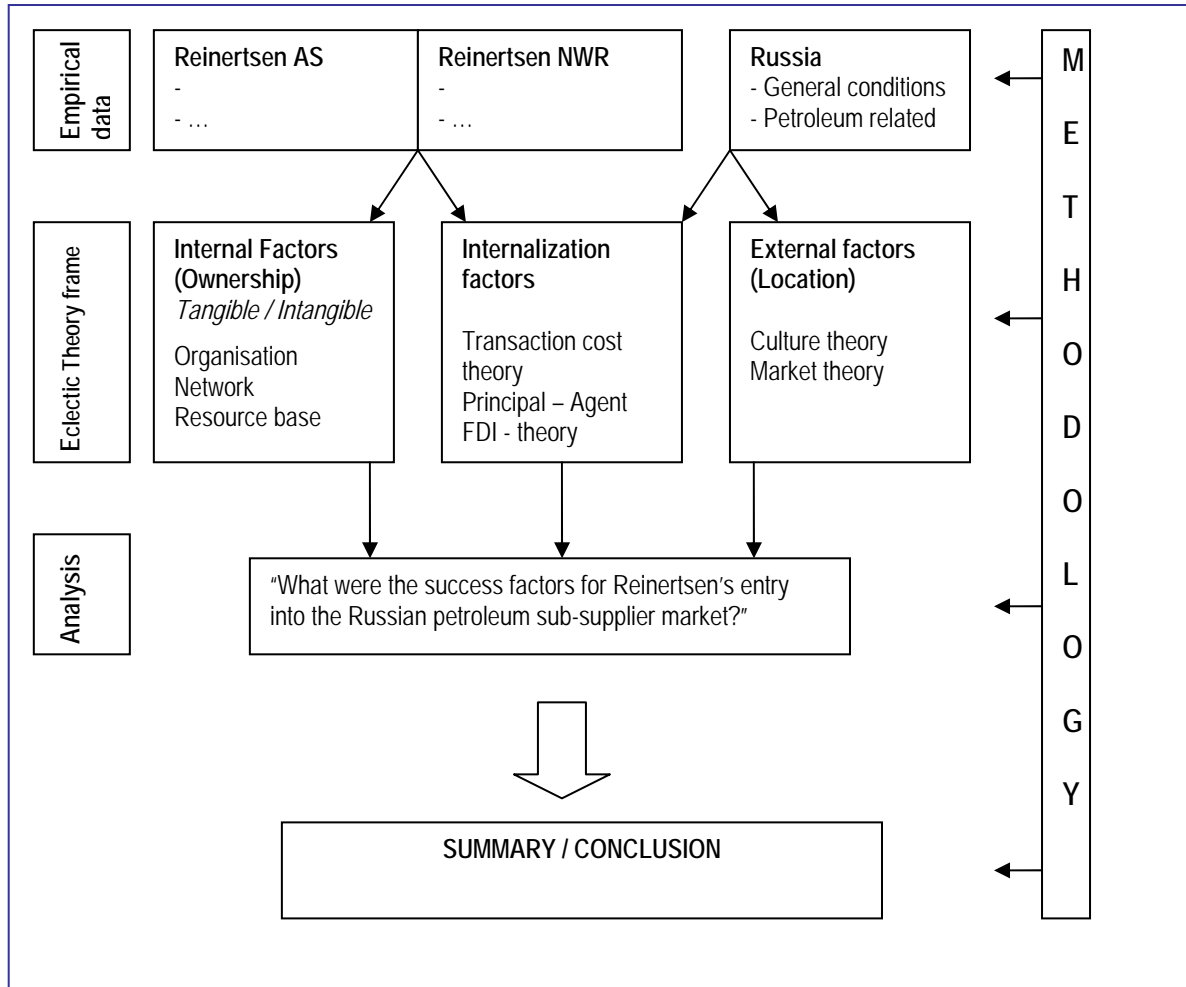 Empirical
data
Reinertsen AS
-
- …
Reinertsen NWR
-
- …
Russia
- General conditions
- Petroleum related
Eclectic Theory frame
Internal Factors
(Ownership)
Tangible / Intangible
Organisation
Network
Resource base
Internalization
factors
Transaction cost
theory
Principal – Agent
FDI - theory
External factors
(Location)
Culture theory
Market theory
Analysis
“What were the success factors for Reinertsen’s entry
into the Russian petroleum sub-supplier market?”
SUMMARY / CONCLUSION
M
E
T
H
O
D
O
L
O
G
Y